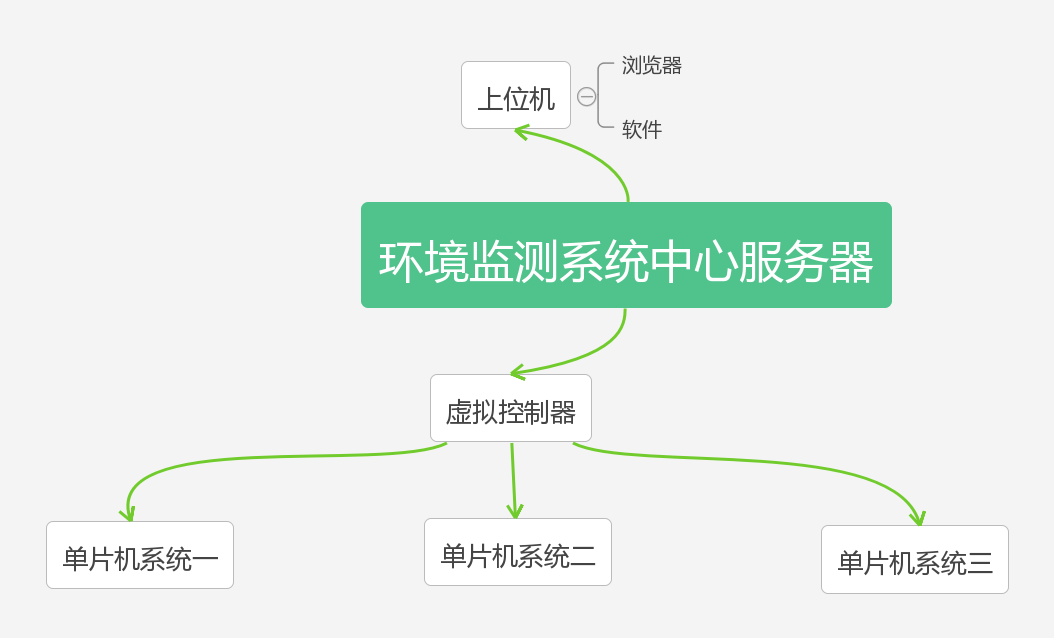 上位机
浏览器
软件
环境监测系统中心服务器
虚拟控制器
单片机系统一
单片机系统二
单片机系统三